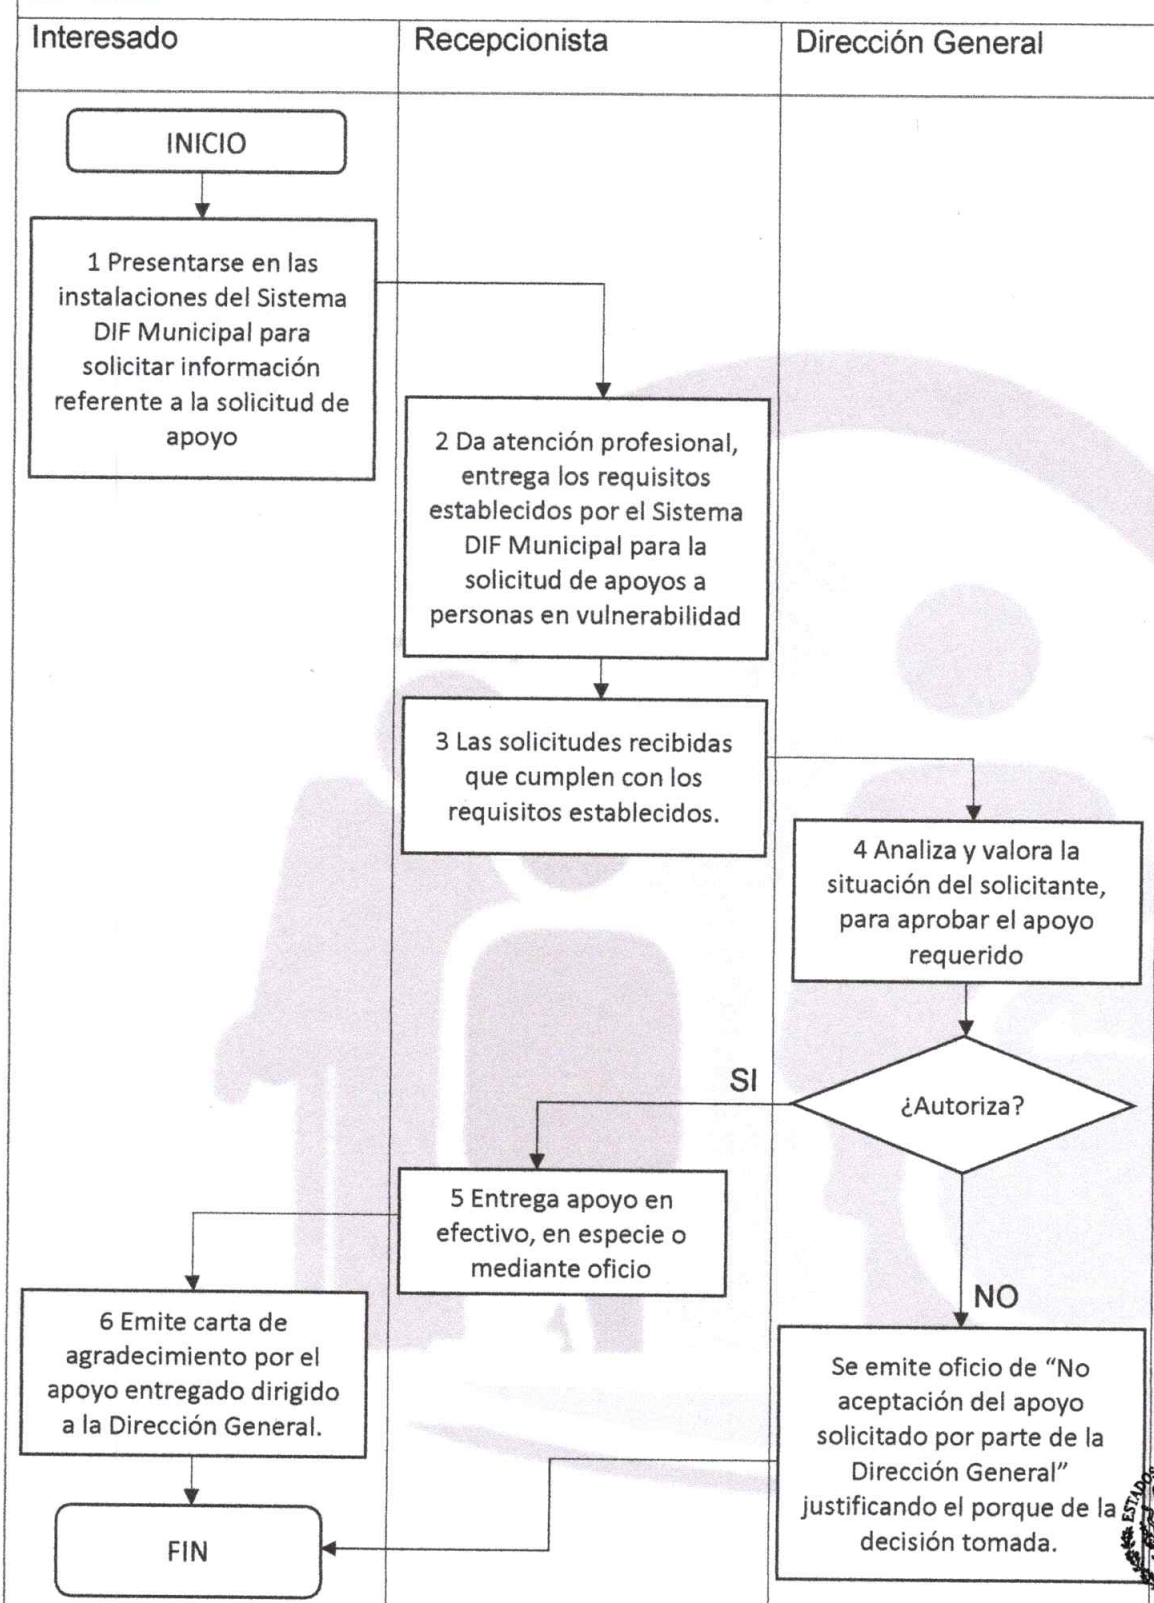 Interesado
Recepcionista
Dirección General
INICIO
1 Presentarse en las
instalaciones del Sistema
DIF Municipal para
solicitar información
referente a la solicitud de
apoyo
2 Da atención profesional,
entrega los requisitos
establecidos por el Sistema
DIF Municipal para la
solicitud de apoyos a
personas en vulnerabilidad
3 Las solicitudes recibidas
que cumplen con los
requisitos establecidos.
4 Analiza y valora la
situación del solicitante,
para aprobar el apoyo
requerido
¿Autoriza?
SI
5 Entrega apoyo en
efectivo, en especie o
mediante oficio
NO
6 Emite carta de
agradecimiento por el
apoyo entregado dirigido
a la Dirección General.
Se emite oficio de “No
aceptación del apoyo
solicitado por parte de la
Dirección General”
justificando el porque de la
decisión tomada.
FIN
ESTADOS